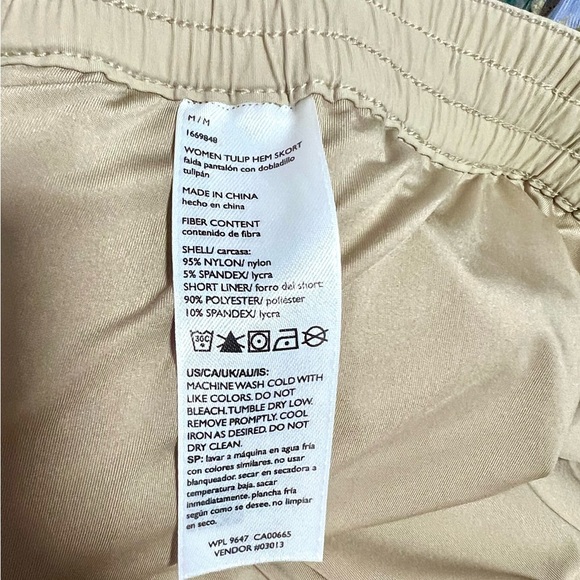 M / M
1669848
WOMEN TULIP HEM SKORT
falda pantalón con dobladillo
tulipán
MADE IN CHINA
hecho en china
FIBER CONTENT
contenido de fibra
SHELL/ carcasa:
95% NYLON/ nylon
5% SPANDEX/ lycra
SHORT LINER/ forro del short:
90% POLYESTER/ poliéster
10% SPANDEX/ lycra
30C
US/CA/UK/AU/IS:
MACHINE WASH COLD WITH
LIKE COLORS. DO NOT
BLEACH. TUMBLE DRY LOW.
REMOVE PROMPTLY. COOL
IRON AS DESIRED. DO NOT
DRY CLEAN.
SP: lavar a máquina en agua fría
con colores similares. no usar
blanqueador. secar en secadora a
temperatura baja. sacar
inmediatamente. plancha fría
según como se desee. no limpiar
en seco.
WPL 9647 CA00665
VENDOR #03013